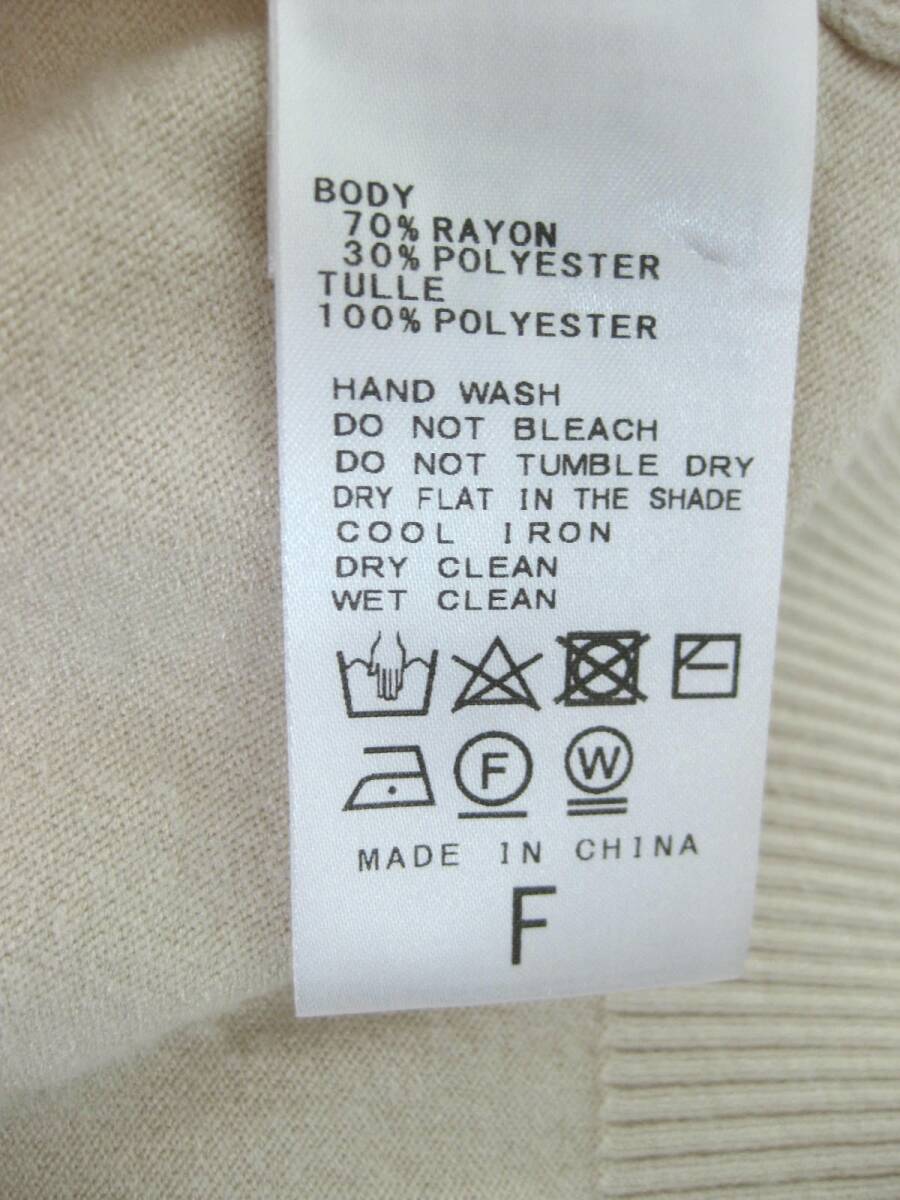 BODY
70% RAYON
30% POLYESTER
TULLE
100% POLYESTER
HAND WASH
DO NOT BLEACH
DO NOT TUMBLE DRY
DRY FLAT IN THE SHADE
COOL IRON
DRY CLEAN
WET CLEAN
F W
MADE IN CHINA
F